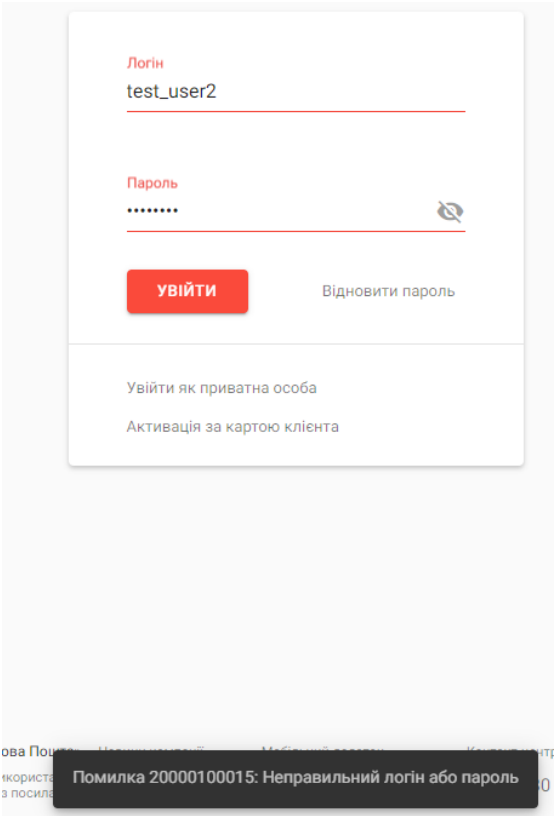 Логін
test_user2
Пароль
••••••••
УВІЙТИ
Відновити пароль
Увійти як приватна особа
Активація за картою клієнта
Помилка 20000100015: Неправильний логін або пароль